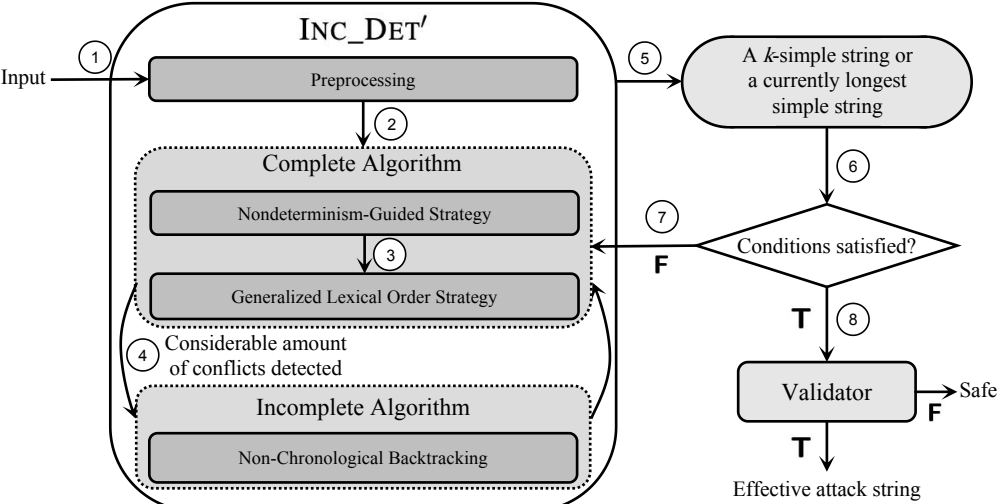 INC_DET′
Input
1
Preprocessing
2
Complete Algorithm
Nondeterminism-Guided Strategy
3
Generalized Lexical Order Strategy
4
Considerable amount
of conflicts detected
Incomplete Algorithm
Non-Chronological Backtracking
5
A k-simple string or
a currently longest
simple string
6
7
Conditions satisfied?
F
T
8
Validator
Safe
F
T
Effective attack string